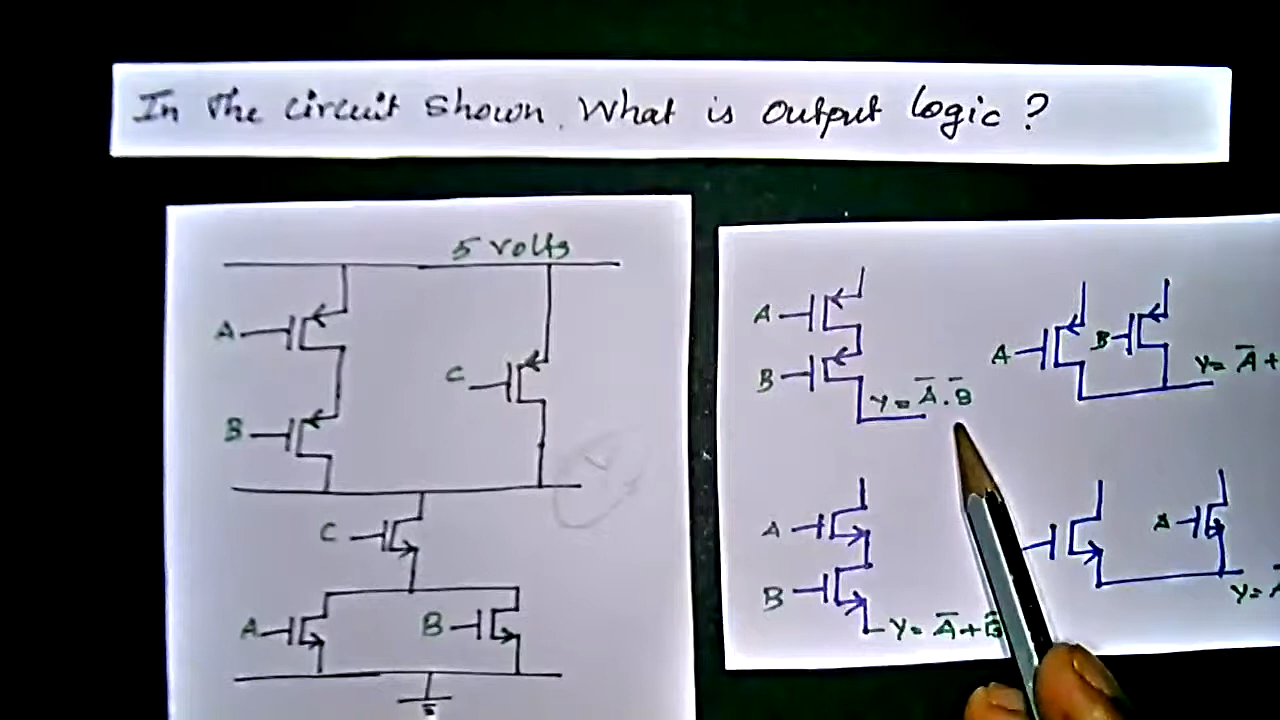 In the circuit shown. What is output logic ?
5 volts
A
B
C
C
A
B
A
B
Y = A̅ . B̅
A
B
Y = A̅ +
A
B
Y = A̅ + B̅
A
Y =